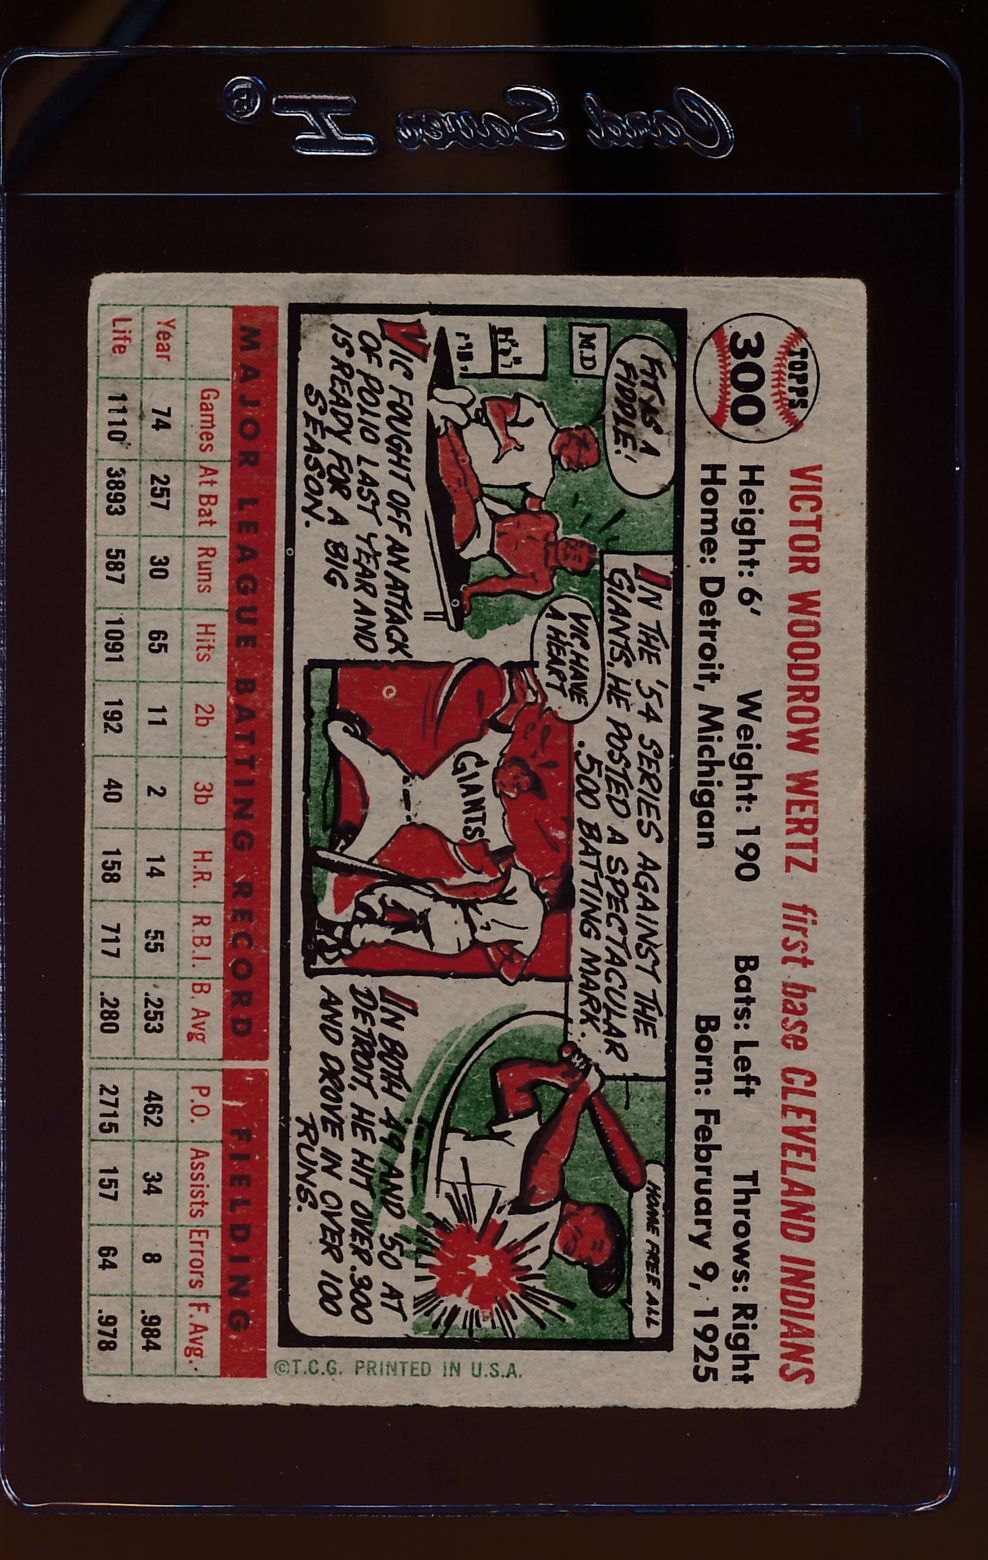 Card Saver II®
TOPPS
300
VICTOR WOODROW WERTZ first base CLEVELAND INDIANS
Height: 6' Weight: 190 Bats: Left Throws: Right
Home: Detroit, Michigan Born: February 9, 1925
FIT AS A
FIDDLE!
M.D
VIC FOUGHT OFF AN ATTACK
OF POLIO LAST YEAR AND
IS READY FOR A BIG
SEASON.
IN THE '54 SERIES AGAINST THE
GIANTS, HE POSTED A SPECTACULAR
.500 BATTING MARK.
VIC, HAVE
A HEART
GIANTS
HOME FREE ALL
IN BOTH '49 AND '50 AT
DETROIT, HE HIT OVER .300
AND DROVE IN OVER 100
RUNS.
©T.C.G. PRINTED IN U.S.A.
MAJOR LEAGUE BATTING RECORD FIELDING
Games At Bat Runs Hits 2b 3b H.R. R.B.I. B. Avg P.O. Assists Errors F. Avg.
Year 74 257 30 65 11 2 14 55 .253 462 34 8 .984
Life 1110 3893 587 1091 192 40 158 717 .280 2715 157 64 .978